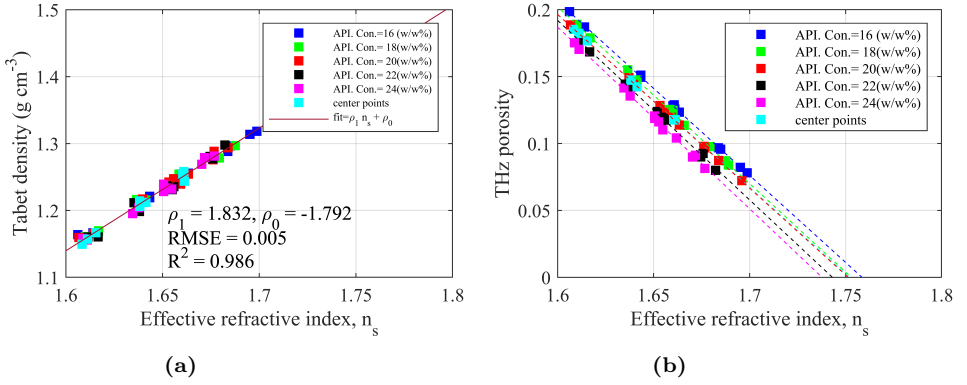 1.5
1.4
1.3
1.2
1.1
Tabet density (g cm-3)
API. Con.=16 (w/w%)
API. Con.= 18(w/w%)
API. Con.= 20(w/w%)
API. Con.= 22(w/w%)
API. Con.= 24(w/w%)
center points
fit=ρ1 ns + ρ0
ρ1 = 1.832, ρ0 = -1.792
RMSE = 0.005
R2 = 0.986
1.6 1.65 1.7 1.75 1.8
Effective refractive index, ns
(a)
0.2
0.15
0.1
0.05
0
THz porosity
API. Con.=16 (w/w%)
API. Con.= 18(w/w%)
API. Con.= 20(w/w%)
API. Con.= 22(w/w%)
API. Con.= 24(w/w%)
center points
1.6 1.65 1.7 1.75 1.8
Effective refractive index, ns
(b)